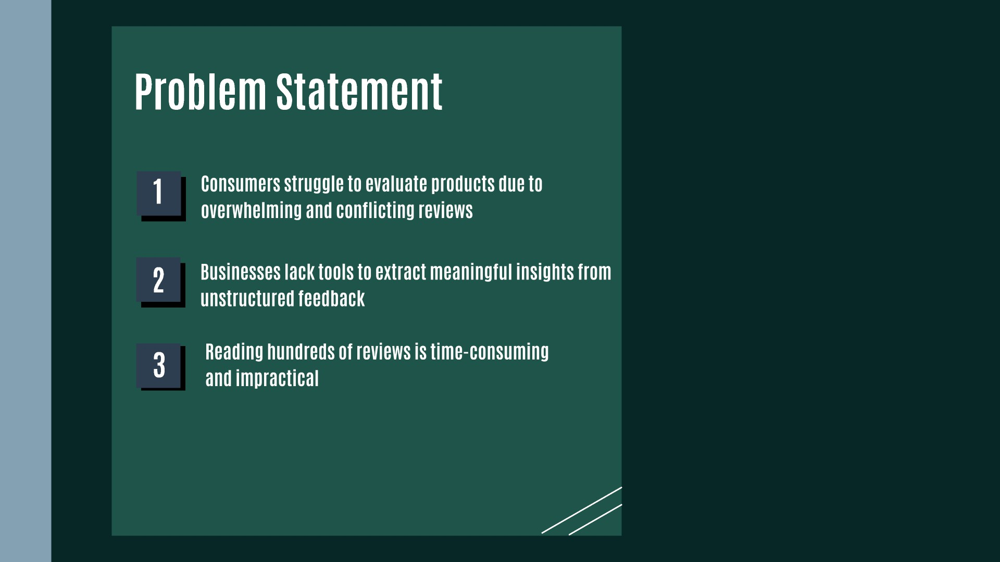 Problem Statement
1
Consumers struggle to evaluate products due to
overwhelming and conflicting reviews
2
Businesses lack tools to extract meaningful insights from
unstructured feedback
3
Reading hundreds of reviews is time-consuming
and impractical